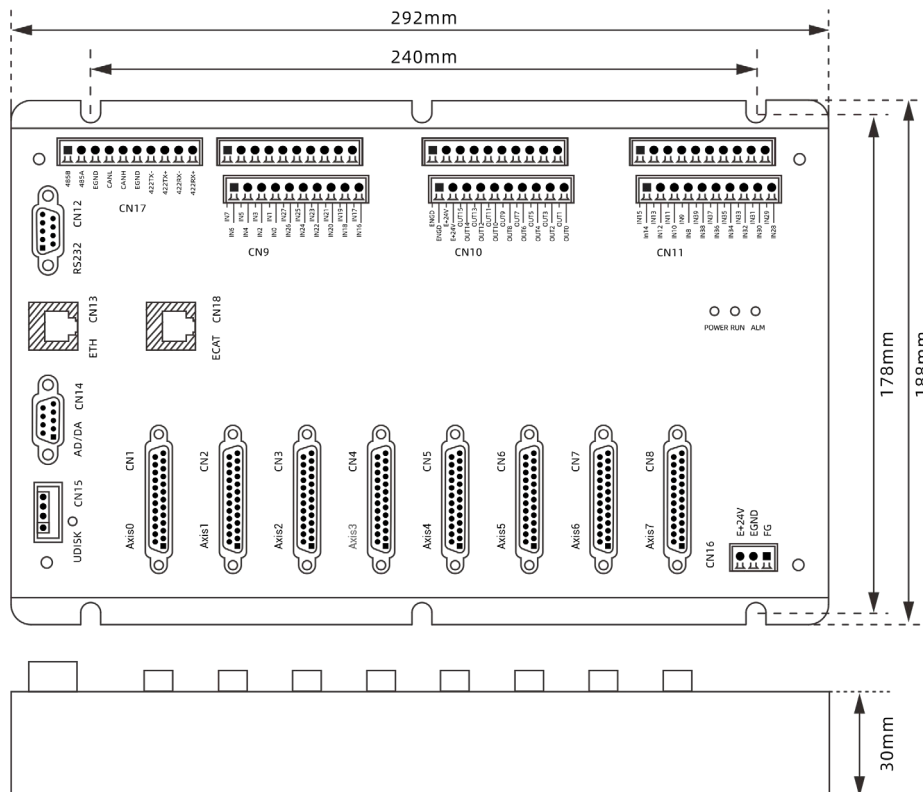 292mm
240mm
485B
485A
EGND
CANL
CANH
EGND
422TX-
422TX+
422RX-
422RX+
CN17
IN7
IN6
IN5
IN4
IN3
IN2
IN1
IN0
IN27
IN26
IN25
IN24
IN23
IN22
IN21
IN20
IN19
IN18
IN17
IN16
CN9
ENGD
ENGD
E+24V
E+24V
OUT15
OUT14
OUT13
OUT12
OUT11
OUT10
OUT9
OUT8
OUT7
OUT6
OUT5
OUT4
OUT3
OUT2
OUT1
OUT0
CN10
IN15
In14
IN13
IN12
IN11
IN10
IN9
IN8
IN39
IN38
IN37
IN36
IN35
IN34
IN33
IN32
IN31
IN30
IN29
IN28
CN11
RS232 CN12
ETH CN13
ECAT CN18
POWER RUN ALM
178mm
188mm
AD/DA CN14
UDISK CN15
Axis0 CN1
Axis1 CN2
Axis2 CN3
Axis3 CN4
Axis4 CN5
Axis5 CN6
Axis6 CN7
Axis7 CN8
CN16
E+24V
EGND
FG
30mm